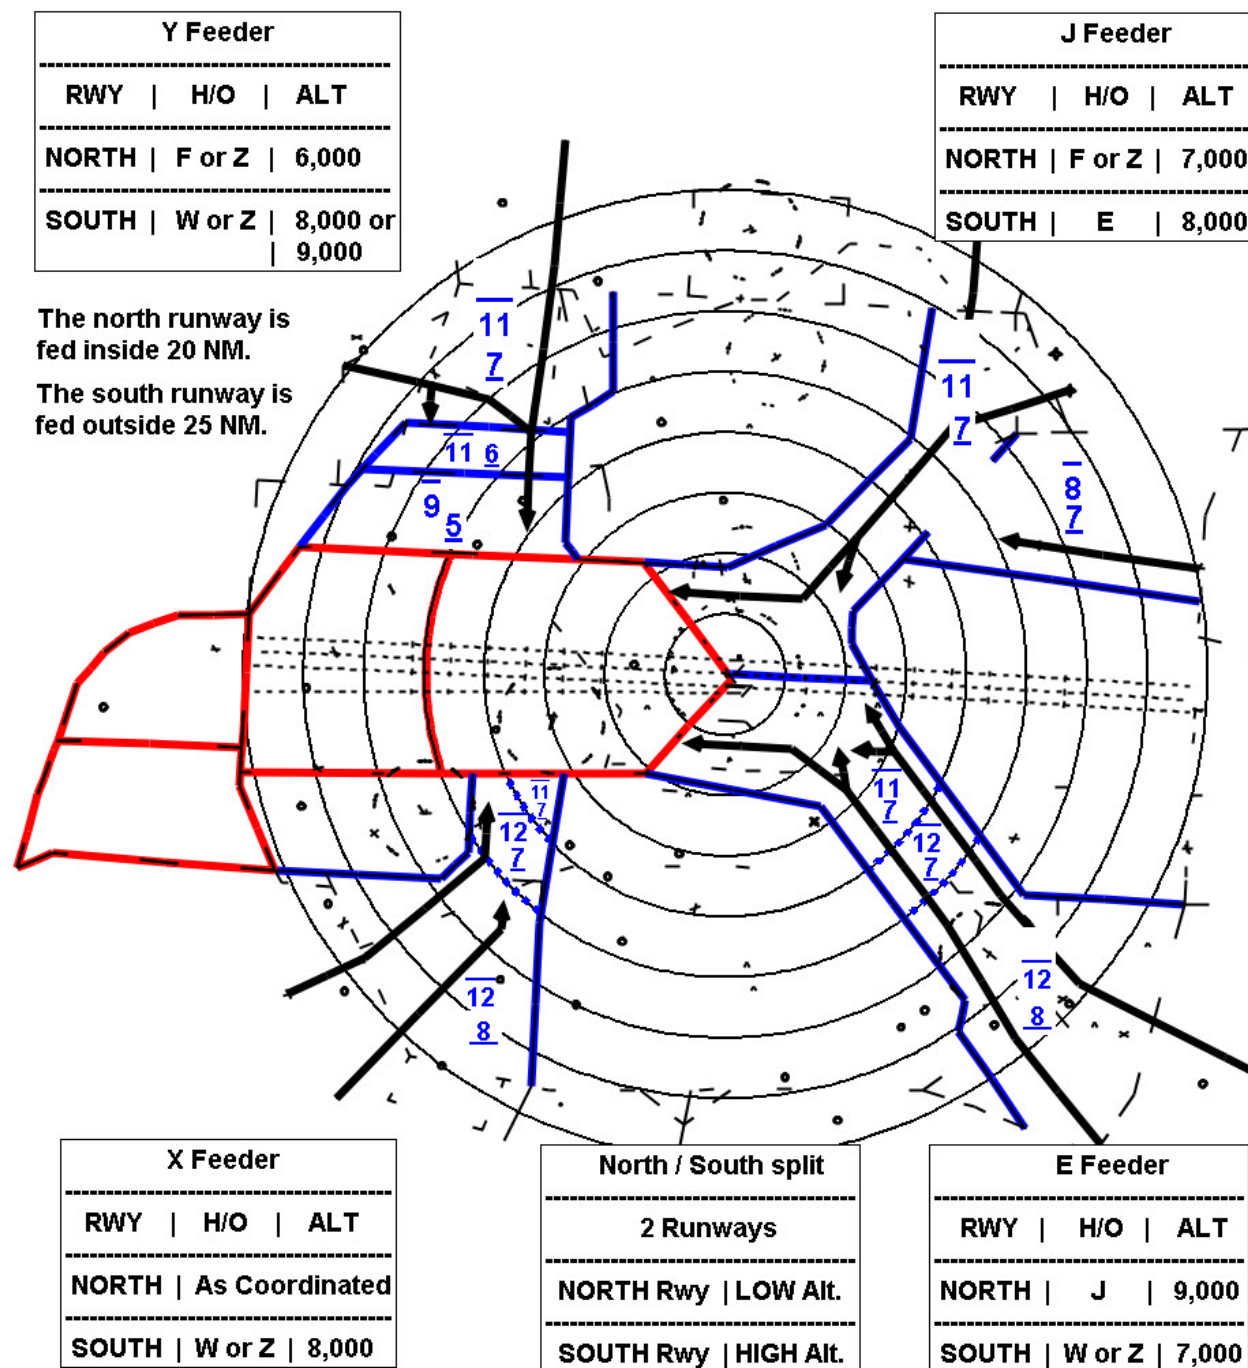 Y Feeder
RWY | H/O | ALT
NORTH | F or Z | 6,000
SOUTH | W or Z | 8,000 or
| 9,000
J Feeder
RWY | H/O | ALT
NORTH | F or Z | 7,000
SOUTH | E | 8,000
The north runway is
fed inside 20 NM.
The south runway is
fed outside 25 NM.
11
7
11 6
9
5
11
7
8
7
11
7
12
7
12
8
11
7
12
7
12
8
X Feeder
RWY | H/O | ALT
NORTH | As Coordinated
SOUTH | W or Z | 8,000
North / South split
2 Runways
NORTH Rwy | LOW Alt.
SOUTH Rwy | HIGH Alt.
E Feeder
RWY | H/O | ALT
NORTH | J | 9,000
SOUTH | W or Z | 7,000